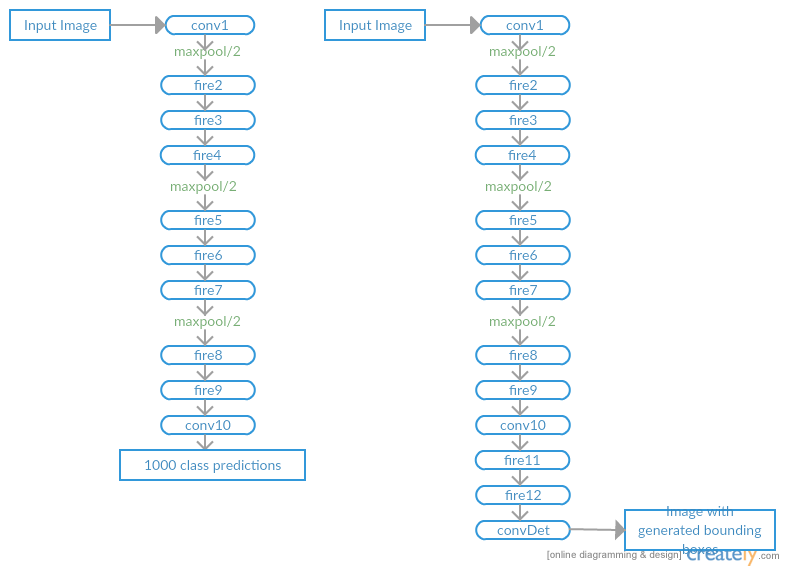 Input Image
conv1
maxpool/2
fire2
fire3
fire4
maxpool/2
fire5
fire6
fire7
maxpool/2
fire8
fire9
conv10
1000 class predictions
Input Image
conv1
maxpool/2
fire2
fire3
fire4
maxpool/2
fire5
fire6
fire7
maxpool/2
fire8
fire9
conv10
fire11
fire12
convDet
Image with
generated bounding
boxes
[online diagramming & design] creately.com